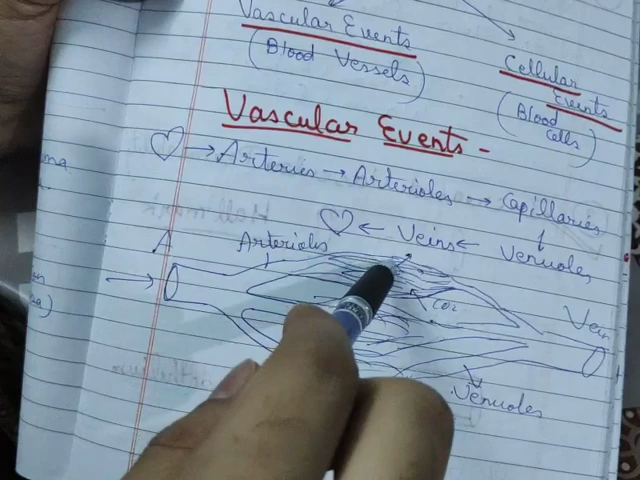 Vascular Events
(Blood Vessels)
Cellular
Events
(Blood
Cells)
Vascular Events -
♡ → Arteries → Arterioles → Capillaries
↓
♡ ← Veins ← Venules
A
Arterioles
CO2
Vein
Venules